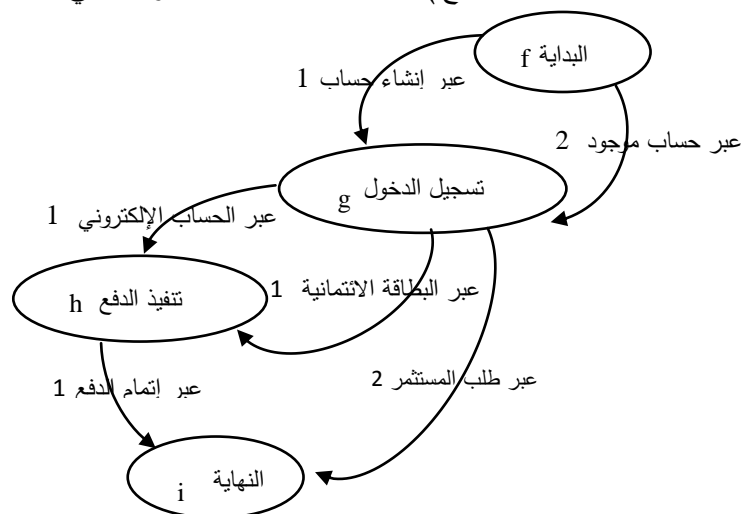 البداية f
عبر إنشاء حساب 1
عبر حساب موجود 2
تسجيل الدخول g
عبر الحساب الإلكتروني 1
عبر البطاقة الائتمانية 1
تنفيذ الدفع h
عبر طلب المستثمر 2
عبر إتمام الدفع 1
النهاية i